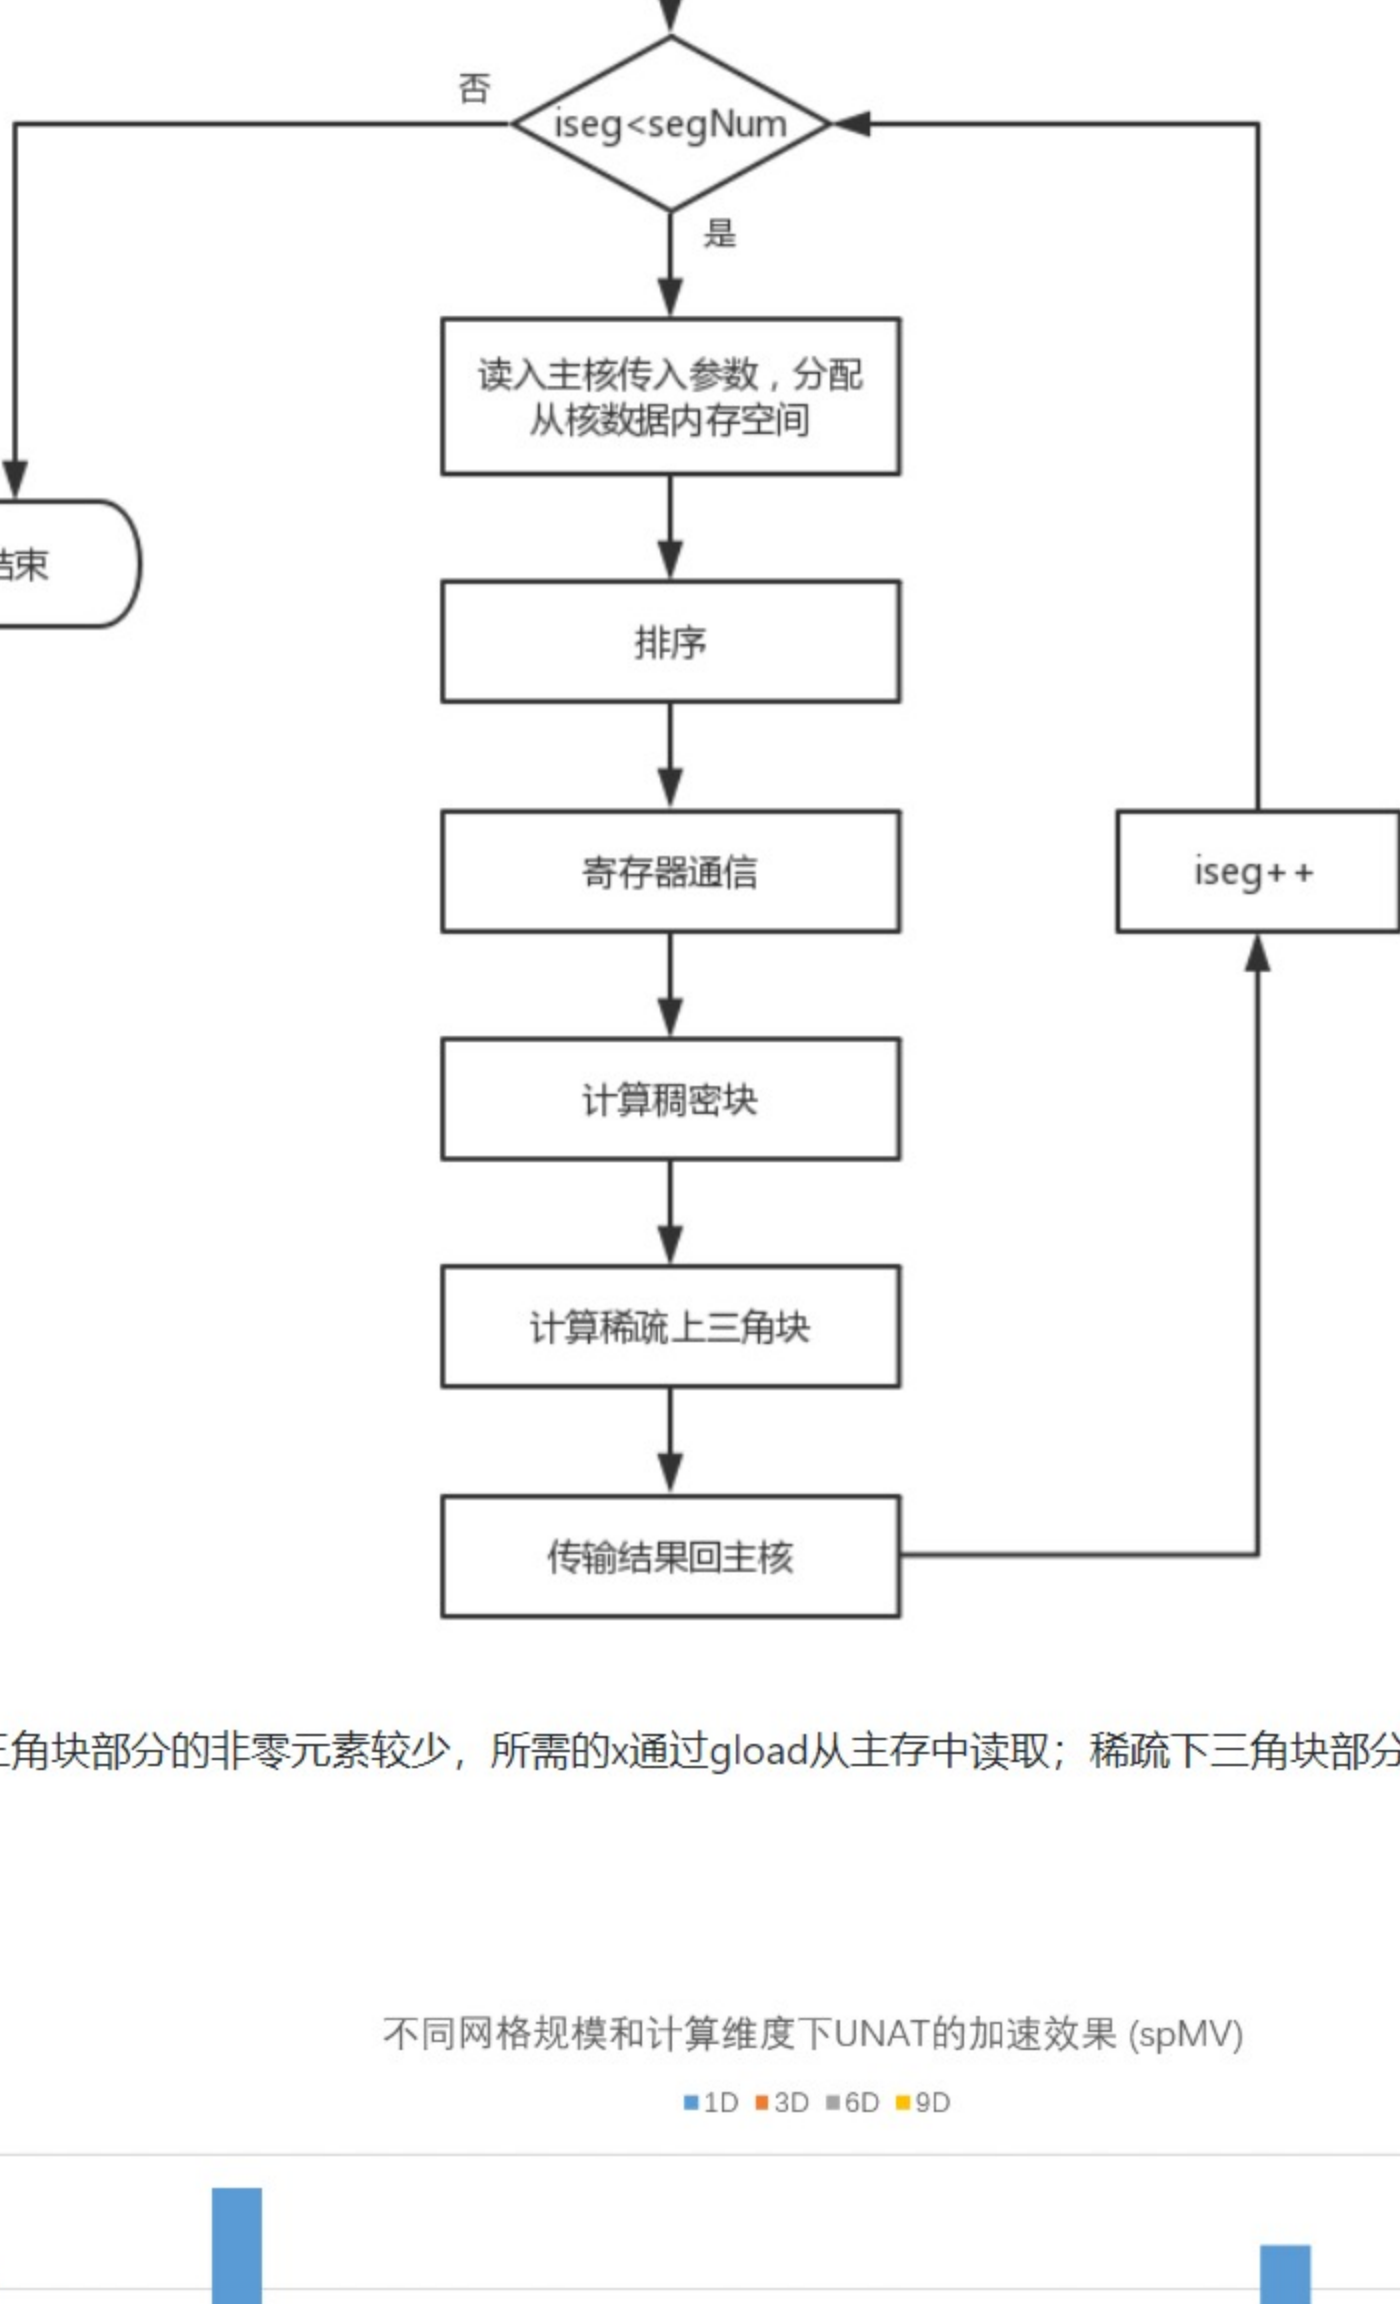 否
iseg<segNum
是
读入主核传入参数，分配
从核数据内存空间
结束
排序
寄存器通信
iseg++
计算稠密块
计算稀疏上三角块
传输结果回主核
三角块部分的非零元素较少，所需的x通过gload从主存中读取；稀疏下三角块部分
不同网格规模和计算维度下UNAT的加速效果 (spMV)
1D 3D 6D 9D